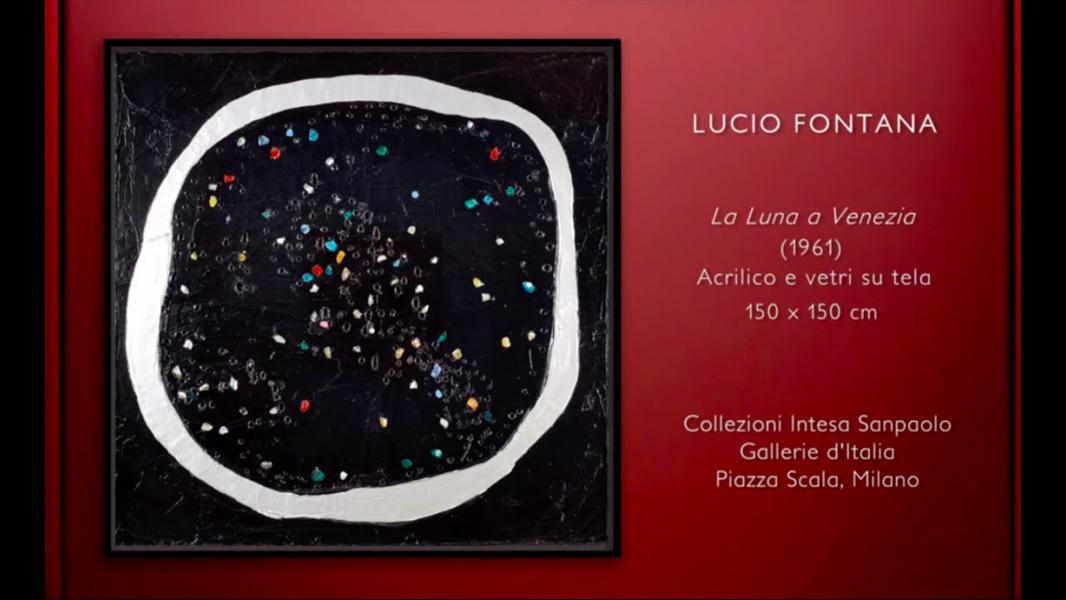 LUCIO FONTANA
La Luna a Venezia
(1961)
Acrilico e vetri su tela
150 x 150 cm
Collezioni Intesa Sanpaolo
Gallerie d'Italia
Piazza Scala, Milano